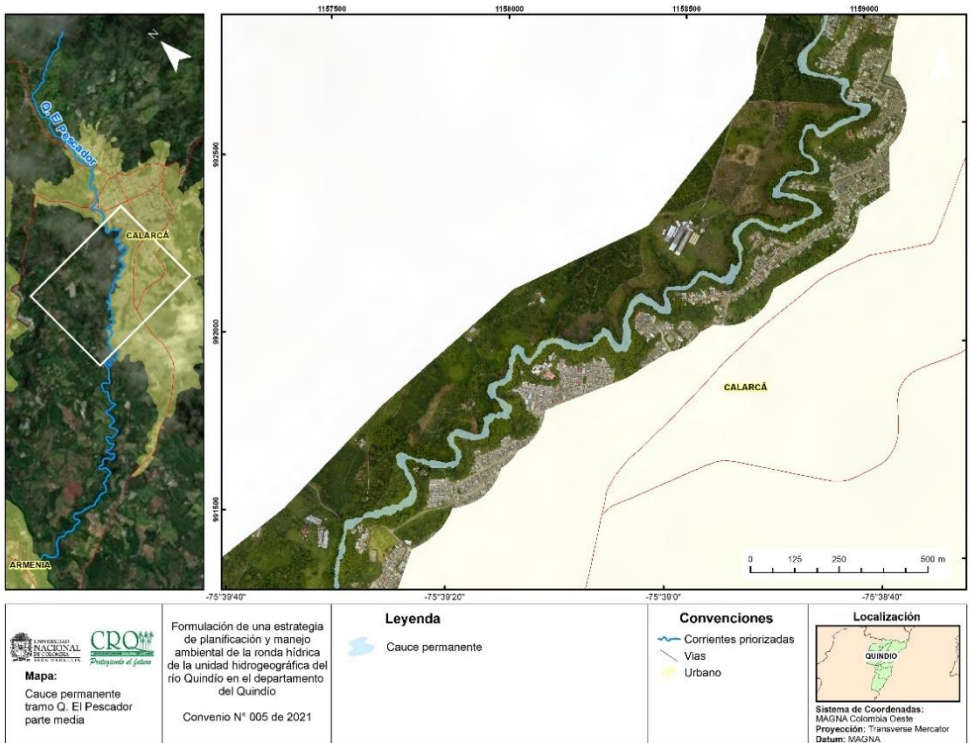 1157500
1158000
1158500
1159000
N
Q. El Pescador
CALARCÁ
ARMENIA
992500
992000
991500
CALARCÁ
0 125 250 500 m
-75°39'40"
-75°39'20"
-75°39'0"
-75°38'40"
UNIVERSIDAD
NACIONAL
DE COLOMBIA
SEDE MEDELLÍN
CRQ
Protegiendo el futuro
Mapa:
Cauce permanente
tramo Q. El Pescador
parte media
Formulación de una estrategia
de planificación y manejo
ambiental de la ronda hídrica
de la unidad hidrogeográfica del
río Quindío en el departamento
del Quindío
Convenio N° 005 de 2021
Leyenda
Cauce permanente
Convenciones
Corrientes priorizadas
Vias
Urbano
Localización
QUINDÍO
Sistema de Coordenadas:
MAGNA Colombia Oeste
Proyección: Transverse Mercator
Datum: MAGNA